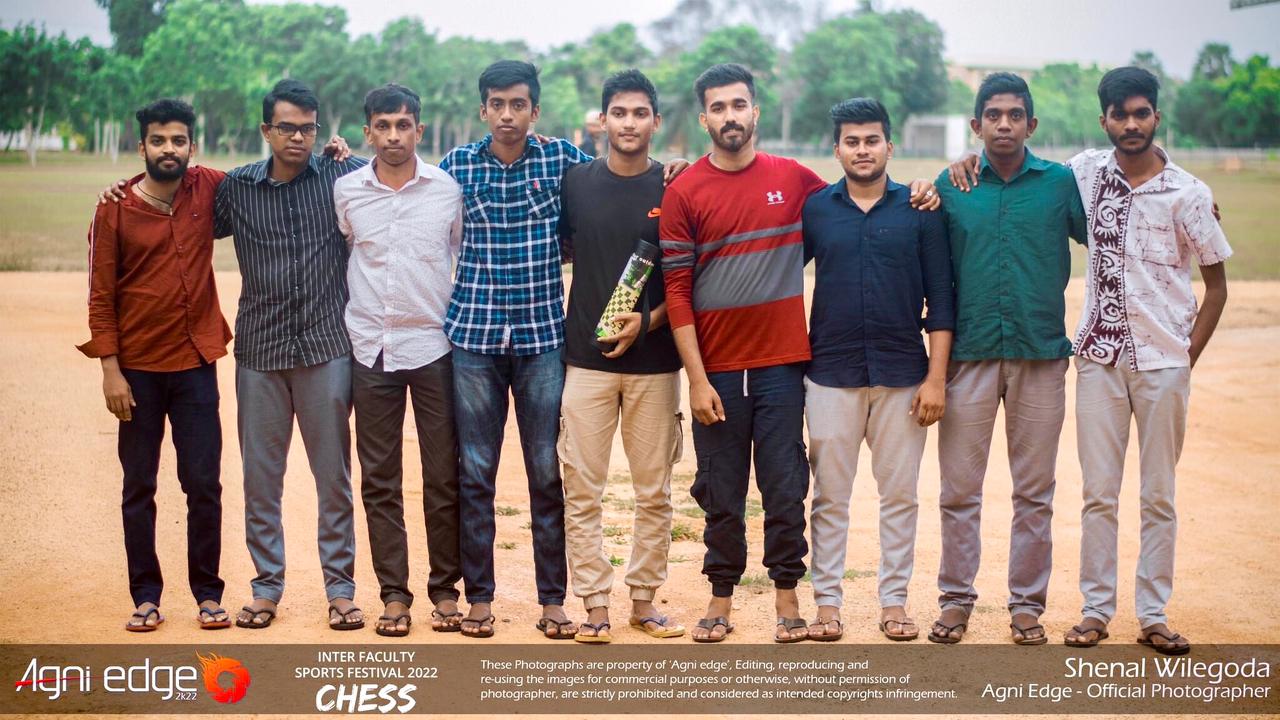 Agni edge
2K22
INTER FACULTY
SPORTS FESTIVAL 2022
CHESS
These Photographs are property of 'Agni edge', Editing, reproducing and
re-using the images for commercial purposes or otherwise, without permission of
photographer, are strictly prohibited and considered as intended copyrights infringement.
Shenal Wilegoda
Agni Edge - Official Photographer